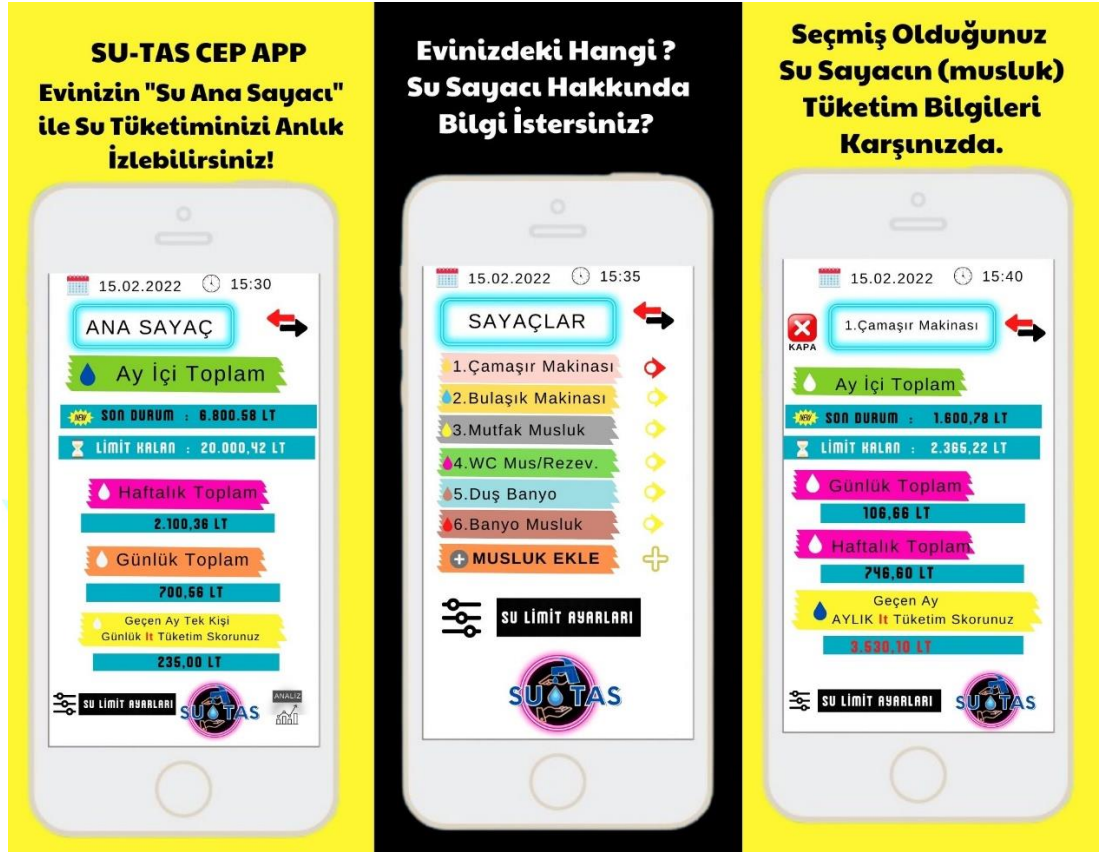 SU-TAS CEP APP
Evinizin "Su Ana Sayacı"
ile Su Tüketiminizi Anlık
İzlebilirsiniz!
15.02.2022 15:30
ANA SAYAÇ
Ay İçi Toplam
NEW SON DURUM : 6.800.58 LT
LİMİT KALAN : 20.000,42 LT
Haftalık Toplam
2.100,36 LT
Günlük Toplam
700,56 LT
Geçen Ay Tek Kişi
Günlük lt Tüketim Skorunuz
235,00 LT
SU LİMİT AYARLARI
SU TAS
ANALİZ
Evinizdeki Hangi ?
Su Sayacı Hakkında
Bilgi İstersiniz?
15.02.2022 15:35
SAYAÇLAR
1.Çamaşır Makinası
2.Bulaşık Makinası
3.Mutfak Musluk
4.WC Mus/Rezev.
5.Duş Banyo
6.Banyo Musluk
MUSLUK EKLE
SU LİMİT AYARLARI
SU TAS
Seçmiş Olduğunuz
Su Sayacın (musluk)
Tüketim Bilgileri
Karşınızda.
15.02.2022 15:40
KAPA
1.Çamaşır Makinası
Ay İçi Toplam
NEW SON DURUM : 1.600,78 LT
LİMİT KALAN : 2.365,22 LT
Günlük Toplam
106,66 LT
Haftalık Toplam
746,60 LT
Geçen Ay
AYLIK lt Tüketim Skorunuz
3.530,10 LT
SU LİMİT AYARLARI
SU TAS